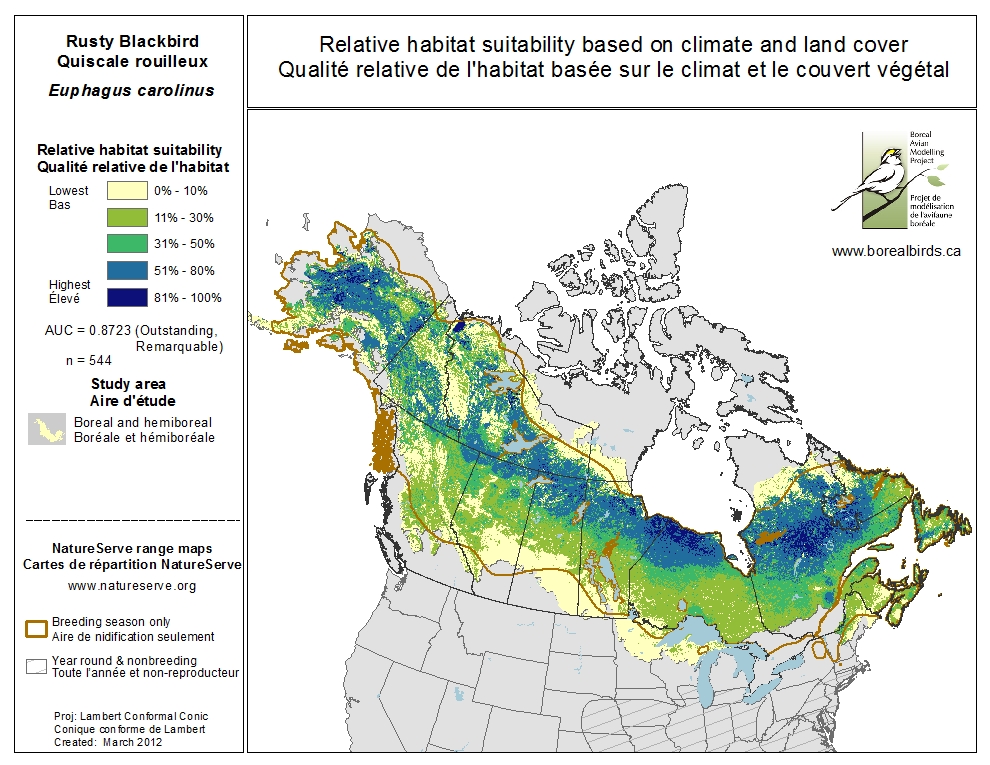 Rusty Blackbird
Quiscale rouilleux
Euphagus carolinus
Relative habitat suitability
Qualité relative de l'habitat
Lowest
Bas
0% - 10%
11% - 30%
31% - 50%
51% - 80%
Highest
Élevé
81% - 100%
AUC = 0.8723 (Outstanding,
Remarquable)
n = 544
Study area
Aire d'étude
Boreal and hemiboreal
Boréale et hémiboréale
NatureServe range maps
Cartes de répartition NatureServe
www.natureserve.org
Breeding season only
Aire de nidification seulement
Year round & nonbreeding
Toute l'année et non-reproducteur
Proj: Lambert Conformal Conic
Conique conforme de Lambert
Created: March 2012
Relative habitat suitability based on climate and land cover
Qualité relative de l'habitat basée sur le climat et le couvert végétal
Boreal
Avian
Modelling
Project
Projet de
modélisation
de l'avifaune
boréale
www.borealbirds.ca